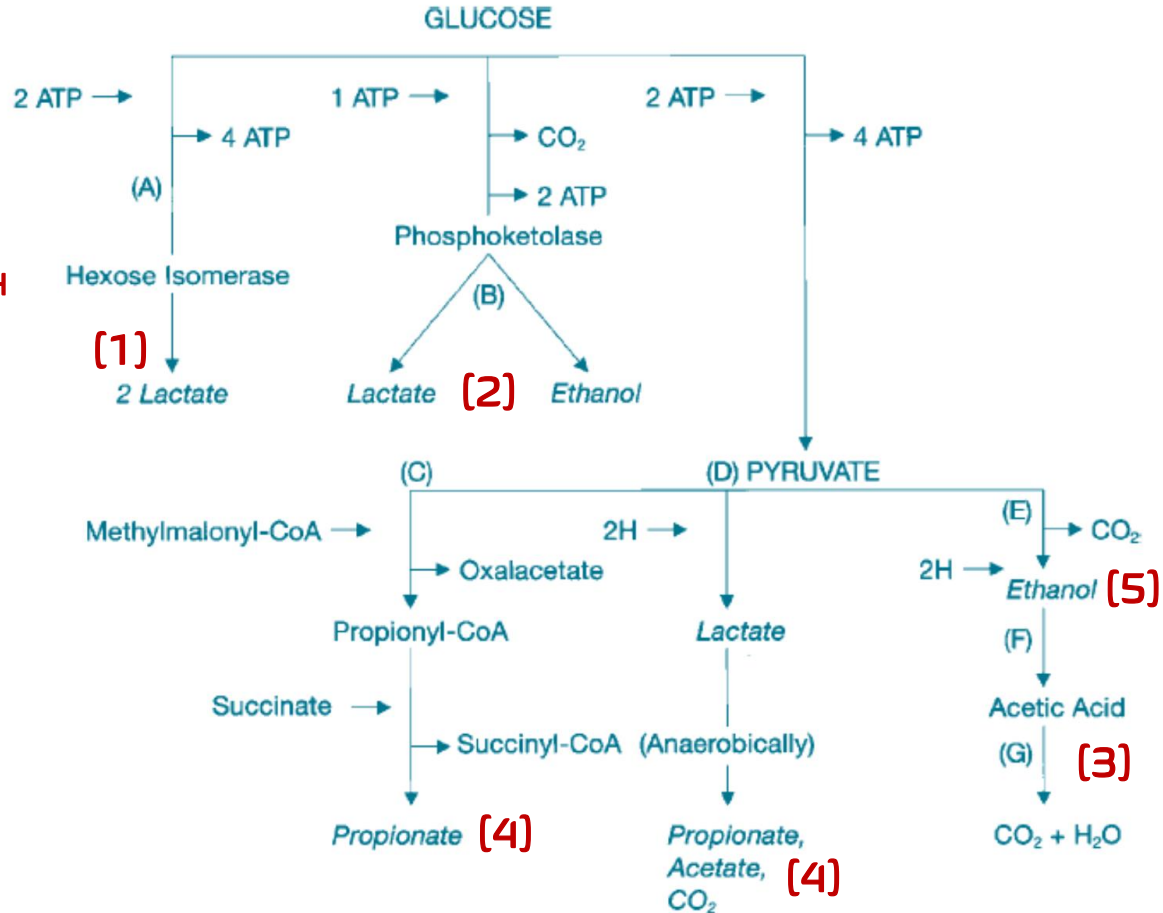 GLUCOSE
2 ATP
1 ATP
2 ATP
4 ATP
CO₂
4 ATP
(A)
2 ATP
Phosphoketolase
Hexose Isomerase
(B)
(1)
2 Lactate
Lactate
(2)
Ethanol
(C)
(D) PYRUVATE
(E)
Methylmalonyl-CoA
2H
CO₂
Oxalacetate
2H
Ethanol
(5)
Propionyl-CoA
Lactate
(F)
Succinate
Acetic Acid
Succinyl-CoA
(Anaerobically)
(G)
(3)
Propionate
(4)
Propionate,
Acetate,
CO₂
(4)
CO₂ + H₂O